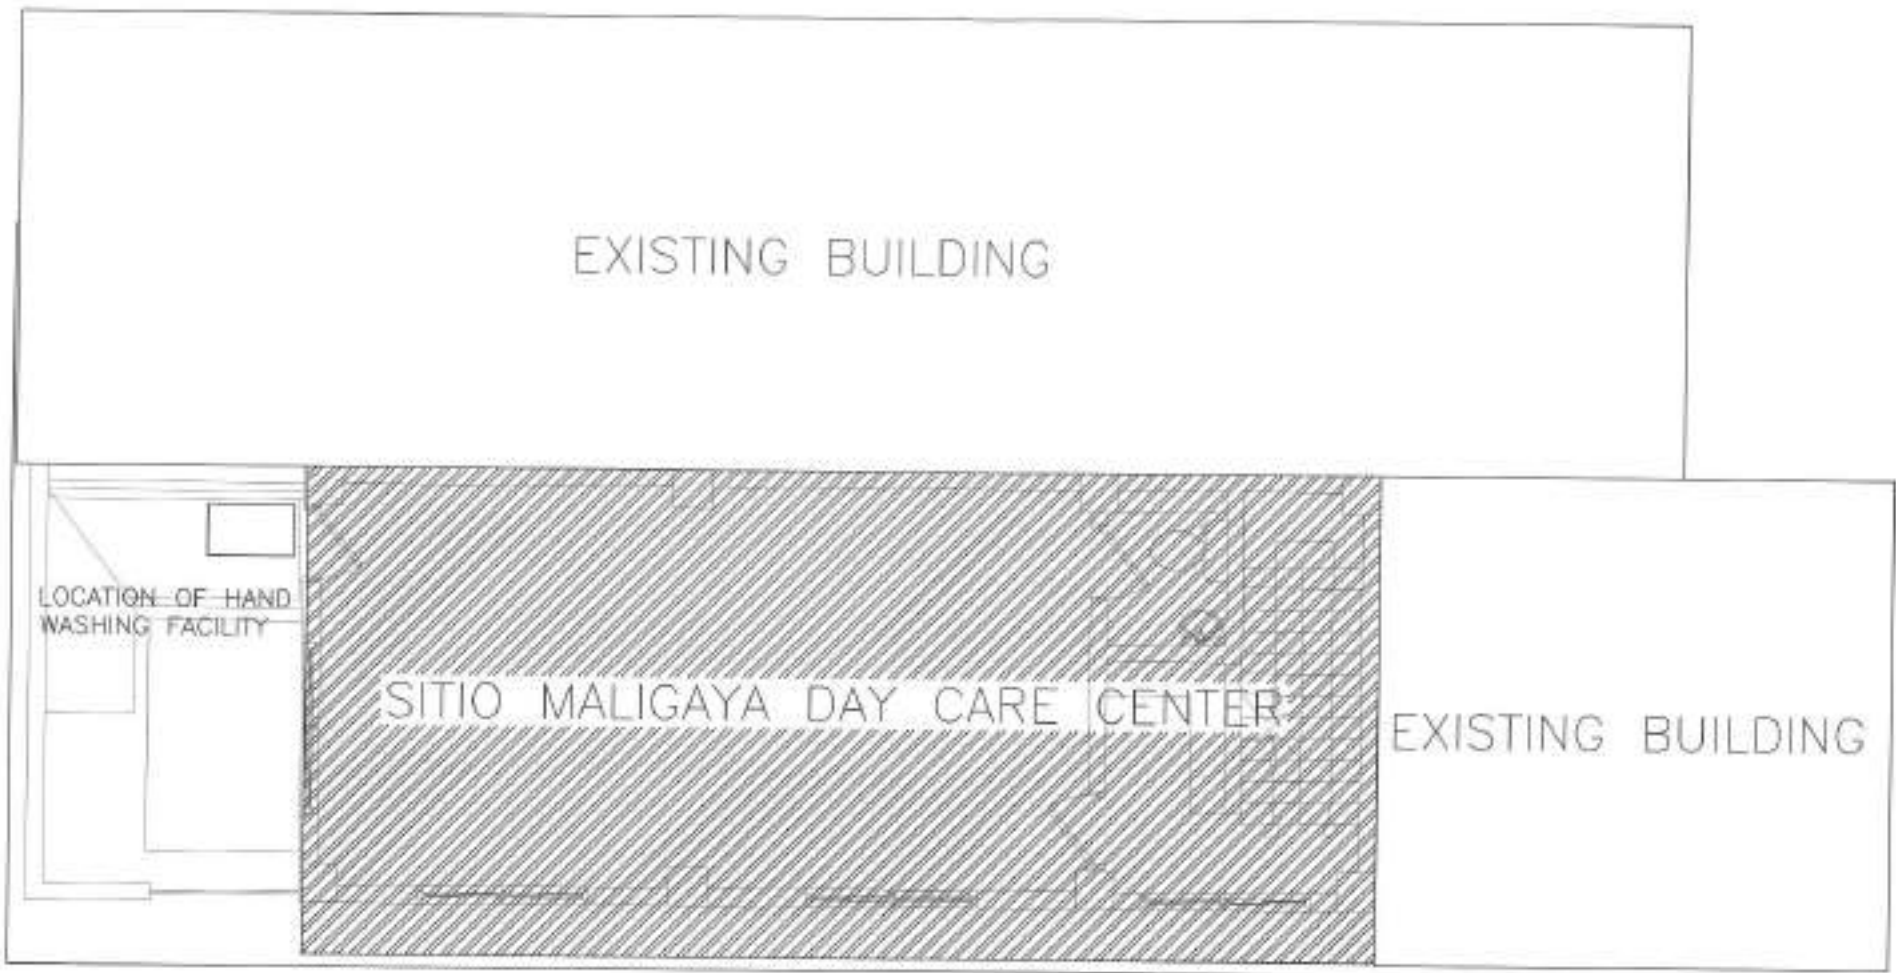 EXISTING BUILDING
LOCATION OF HAND
WASHING FACILITY
SITIO MALIGAYA DAY CARE CENTER
EXISTING BUILDING